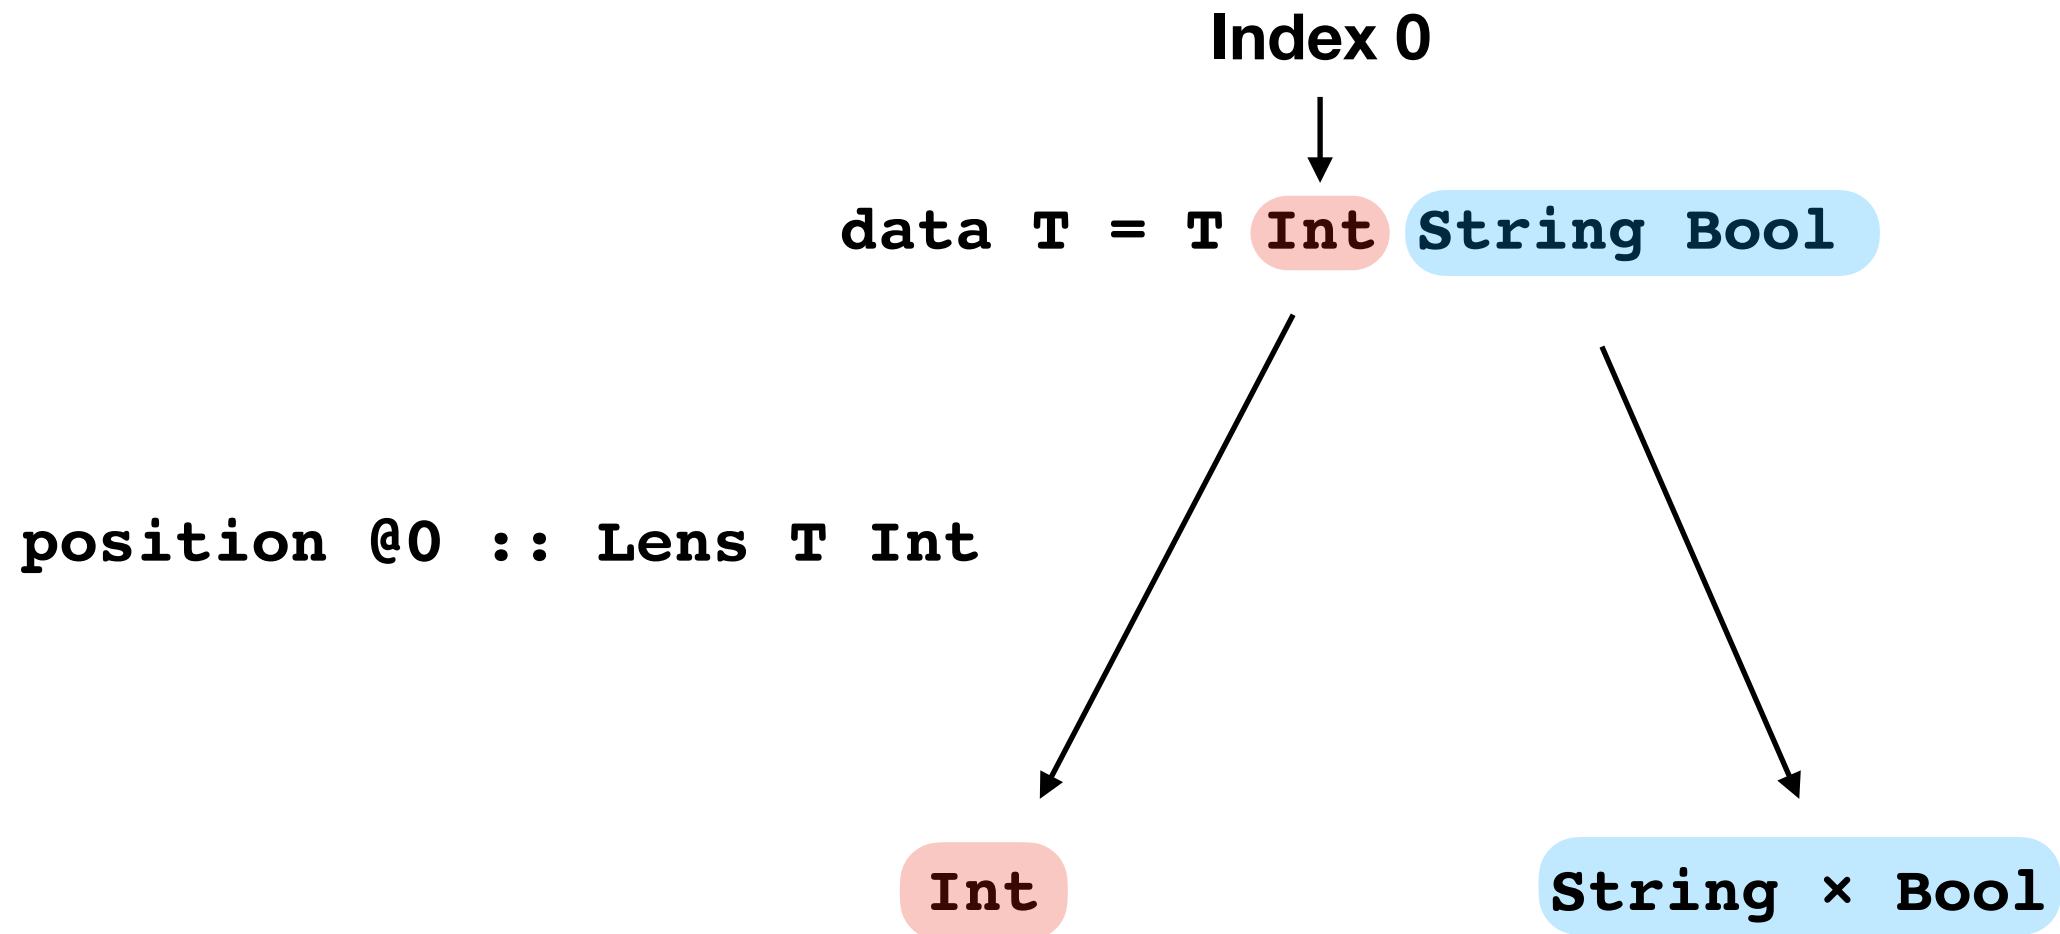 Index 0
data T = T Int String Bool
position @0 :: Lens T Int
Int
String × Bool